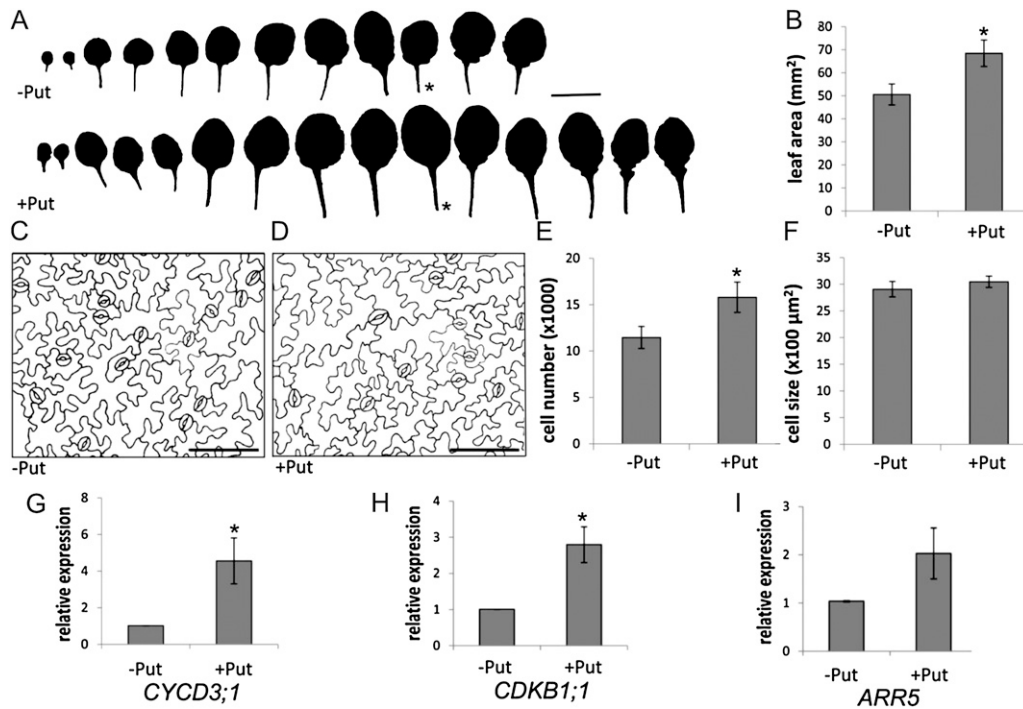 A
-Put
*
+Put
*
B
leaf area (mm²)
80
70
60
50
40
30
20
10
0
*
-Put
+Put
C
-Put
D
+Put
E
cell number (x1000)
20
15
10
5
0
*
-Put
+Put
F
cell size (x100 µm²)
35
30
25
20
15
10
5
0
-Put
+Put
G
relative expression
8
6
4
2
0
*
-Put
+Put
CYCD3;1
H
relative expression
4
3
2
1
0
*
-Put
+Put
CDKB1;1
I
relative expression
3
2
1
0
-Put
+Put
ARR5